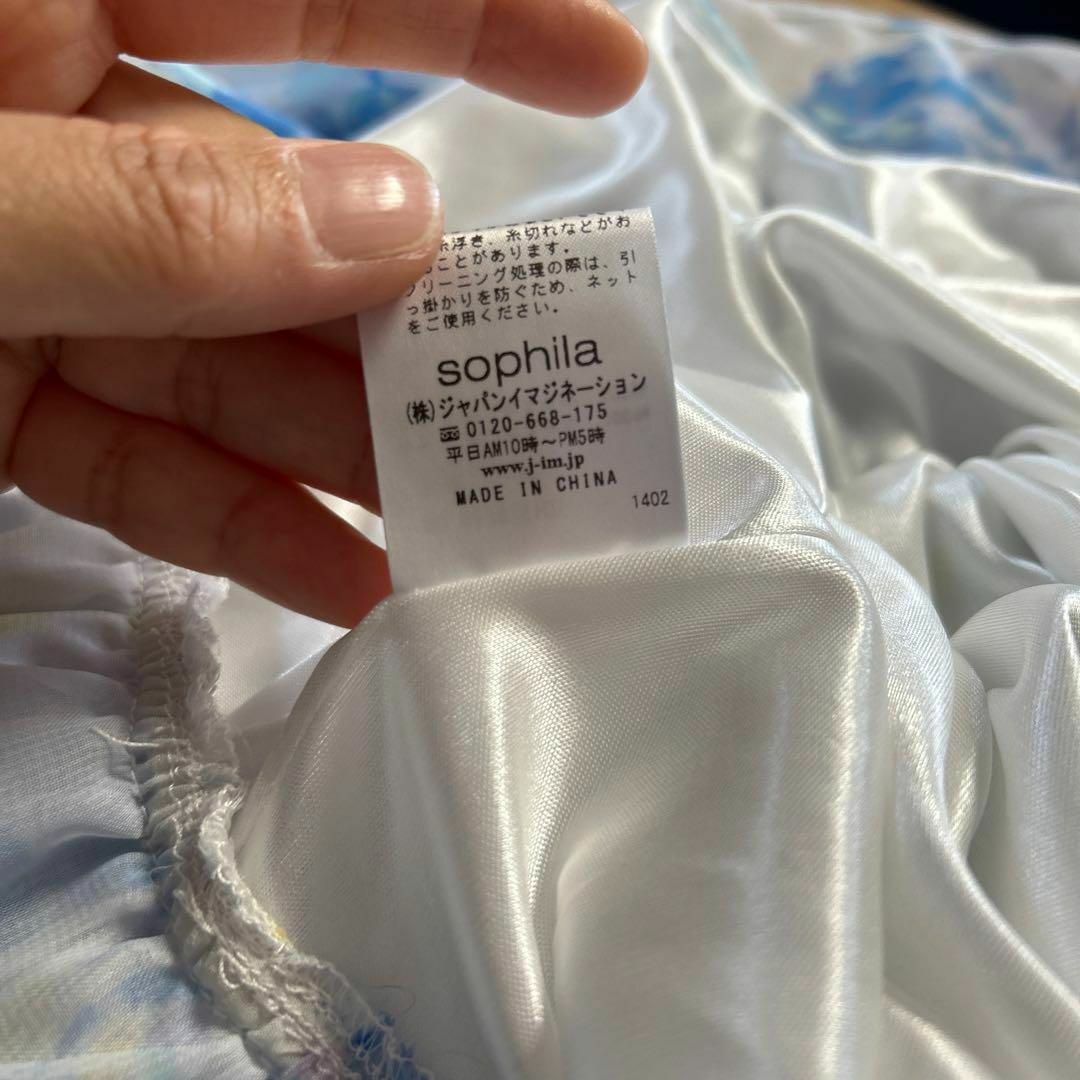 糸浮き、糸切れなどがお
ことがあります。
リーニング処理の際は、引
っ掛かりを防ぐため、ネット
をご使用ください。
sophila
(株)ジャパンイマジネーション
0120-668-175
平日AM10時～PM5時
www.j-im.jp
MADE IN CHINA
1402